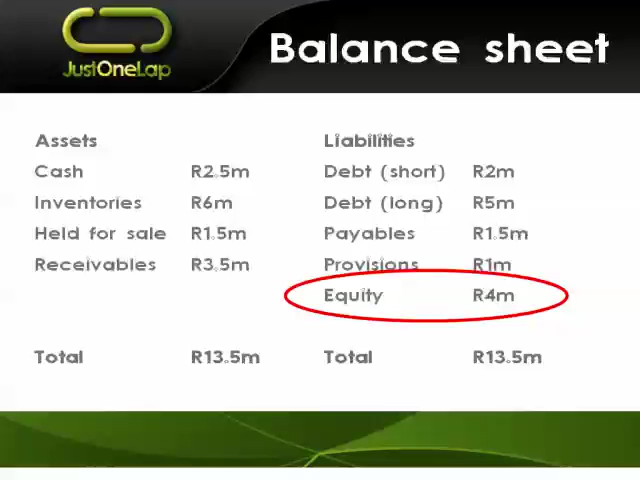 JustOneLap
Balance sheet
Assets Liabilities
Cash R2.5m Debt (short) R2m
Inventories R6m Debt (long) R5m
Held for sale R1.5m Payables R1.5m
Receivables R3.5m Provisions R1m
Equity R4m
Total R13.5m Total R13.5m